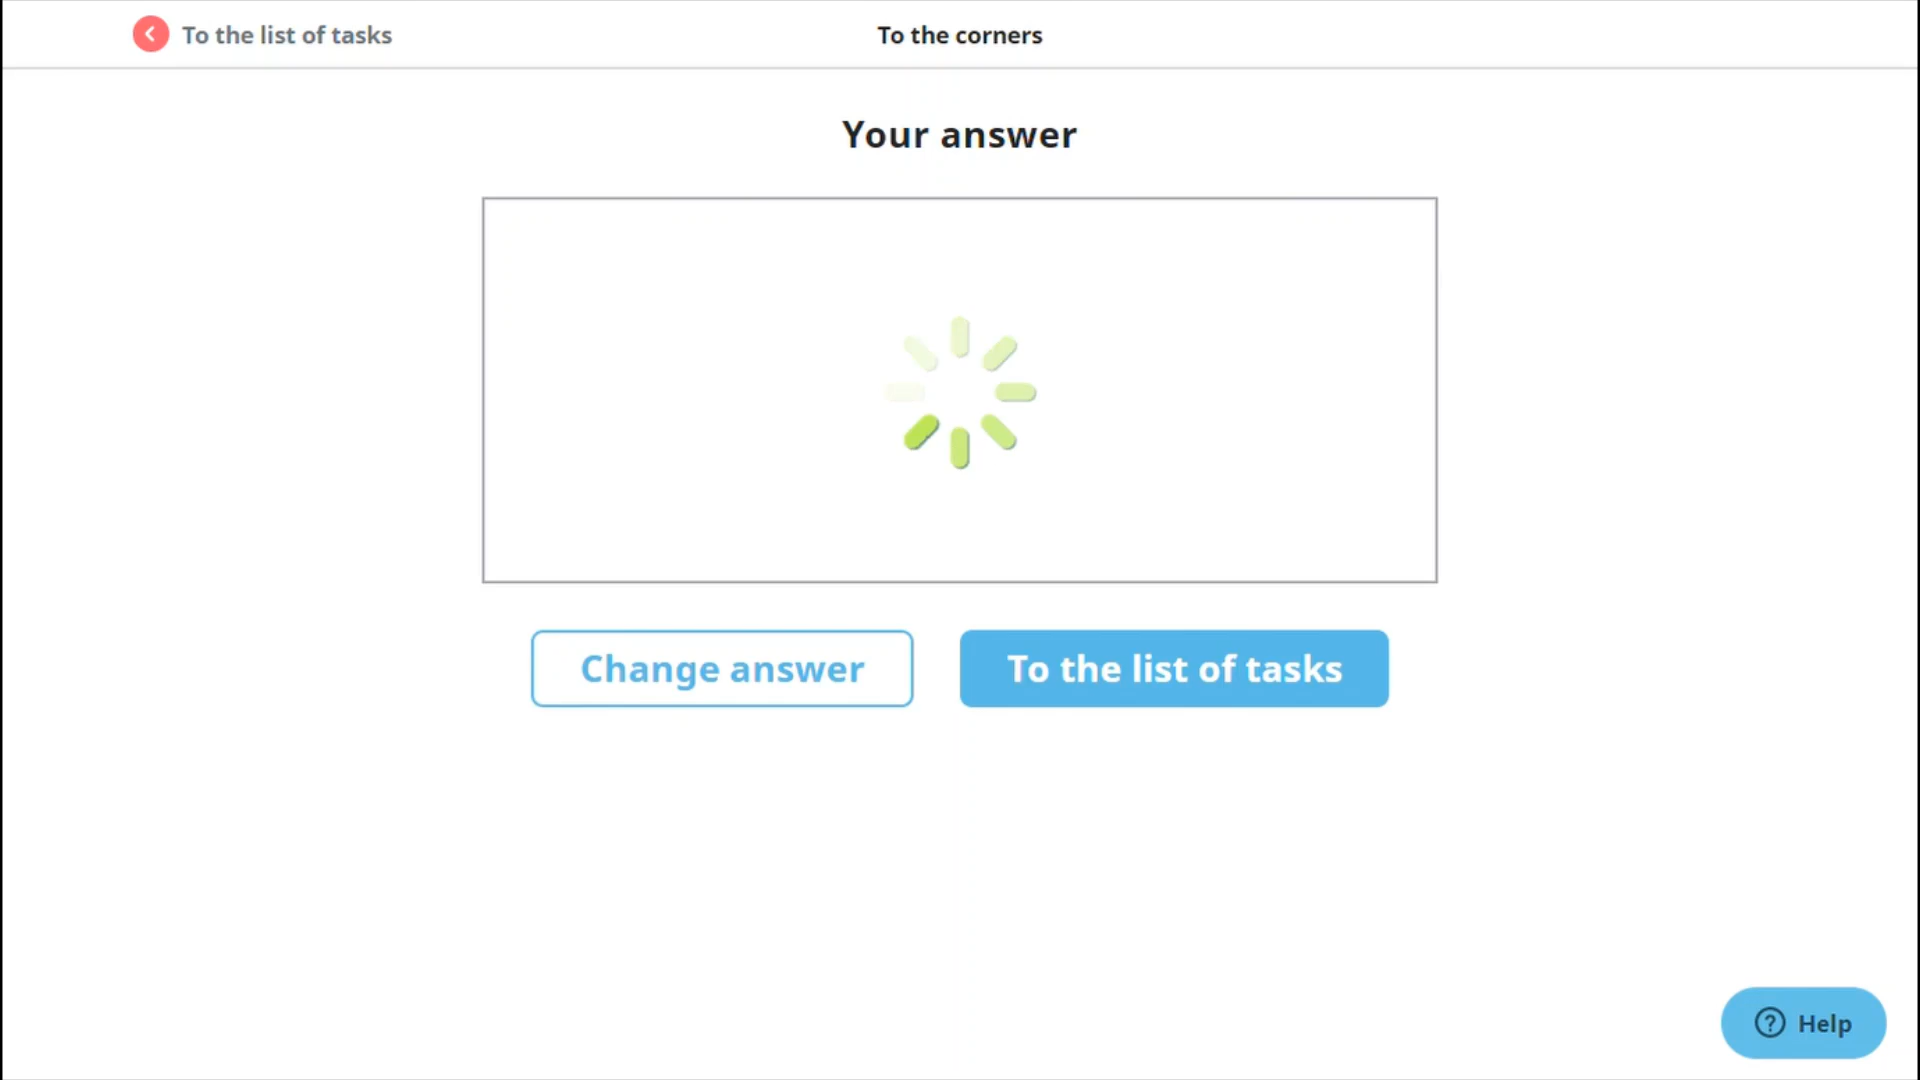 To the list of tasks
To the corners
Your answer
Change answer
To the list of tasks
Help